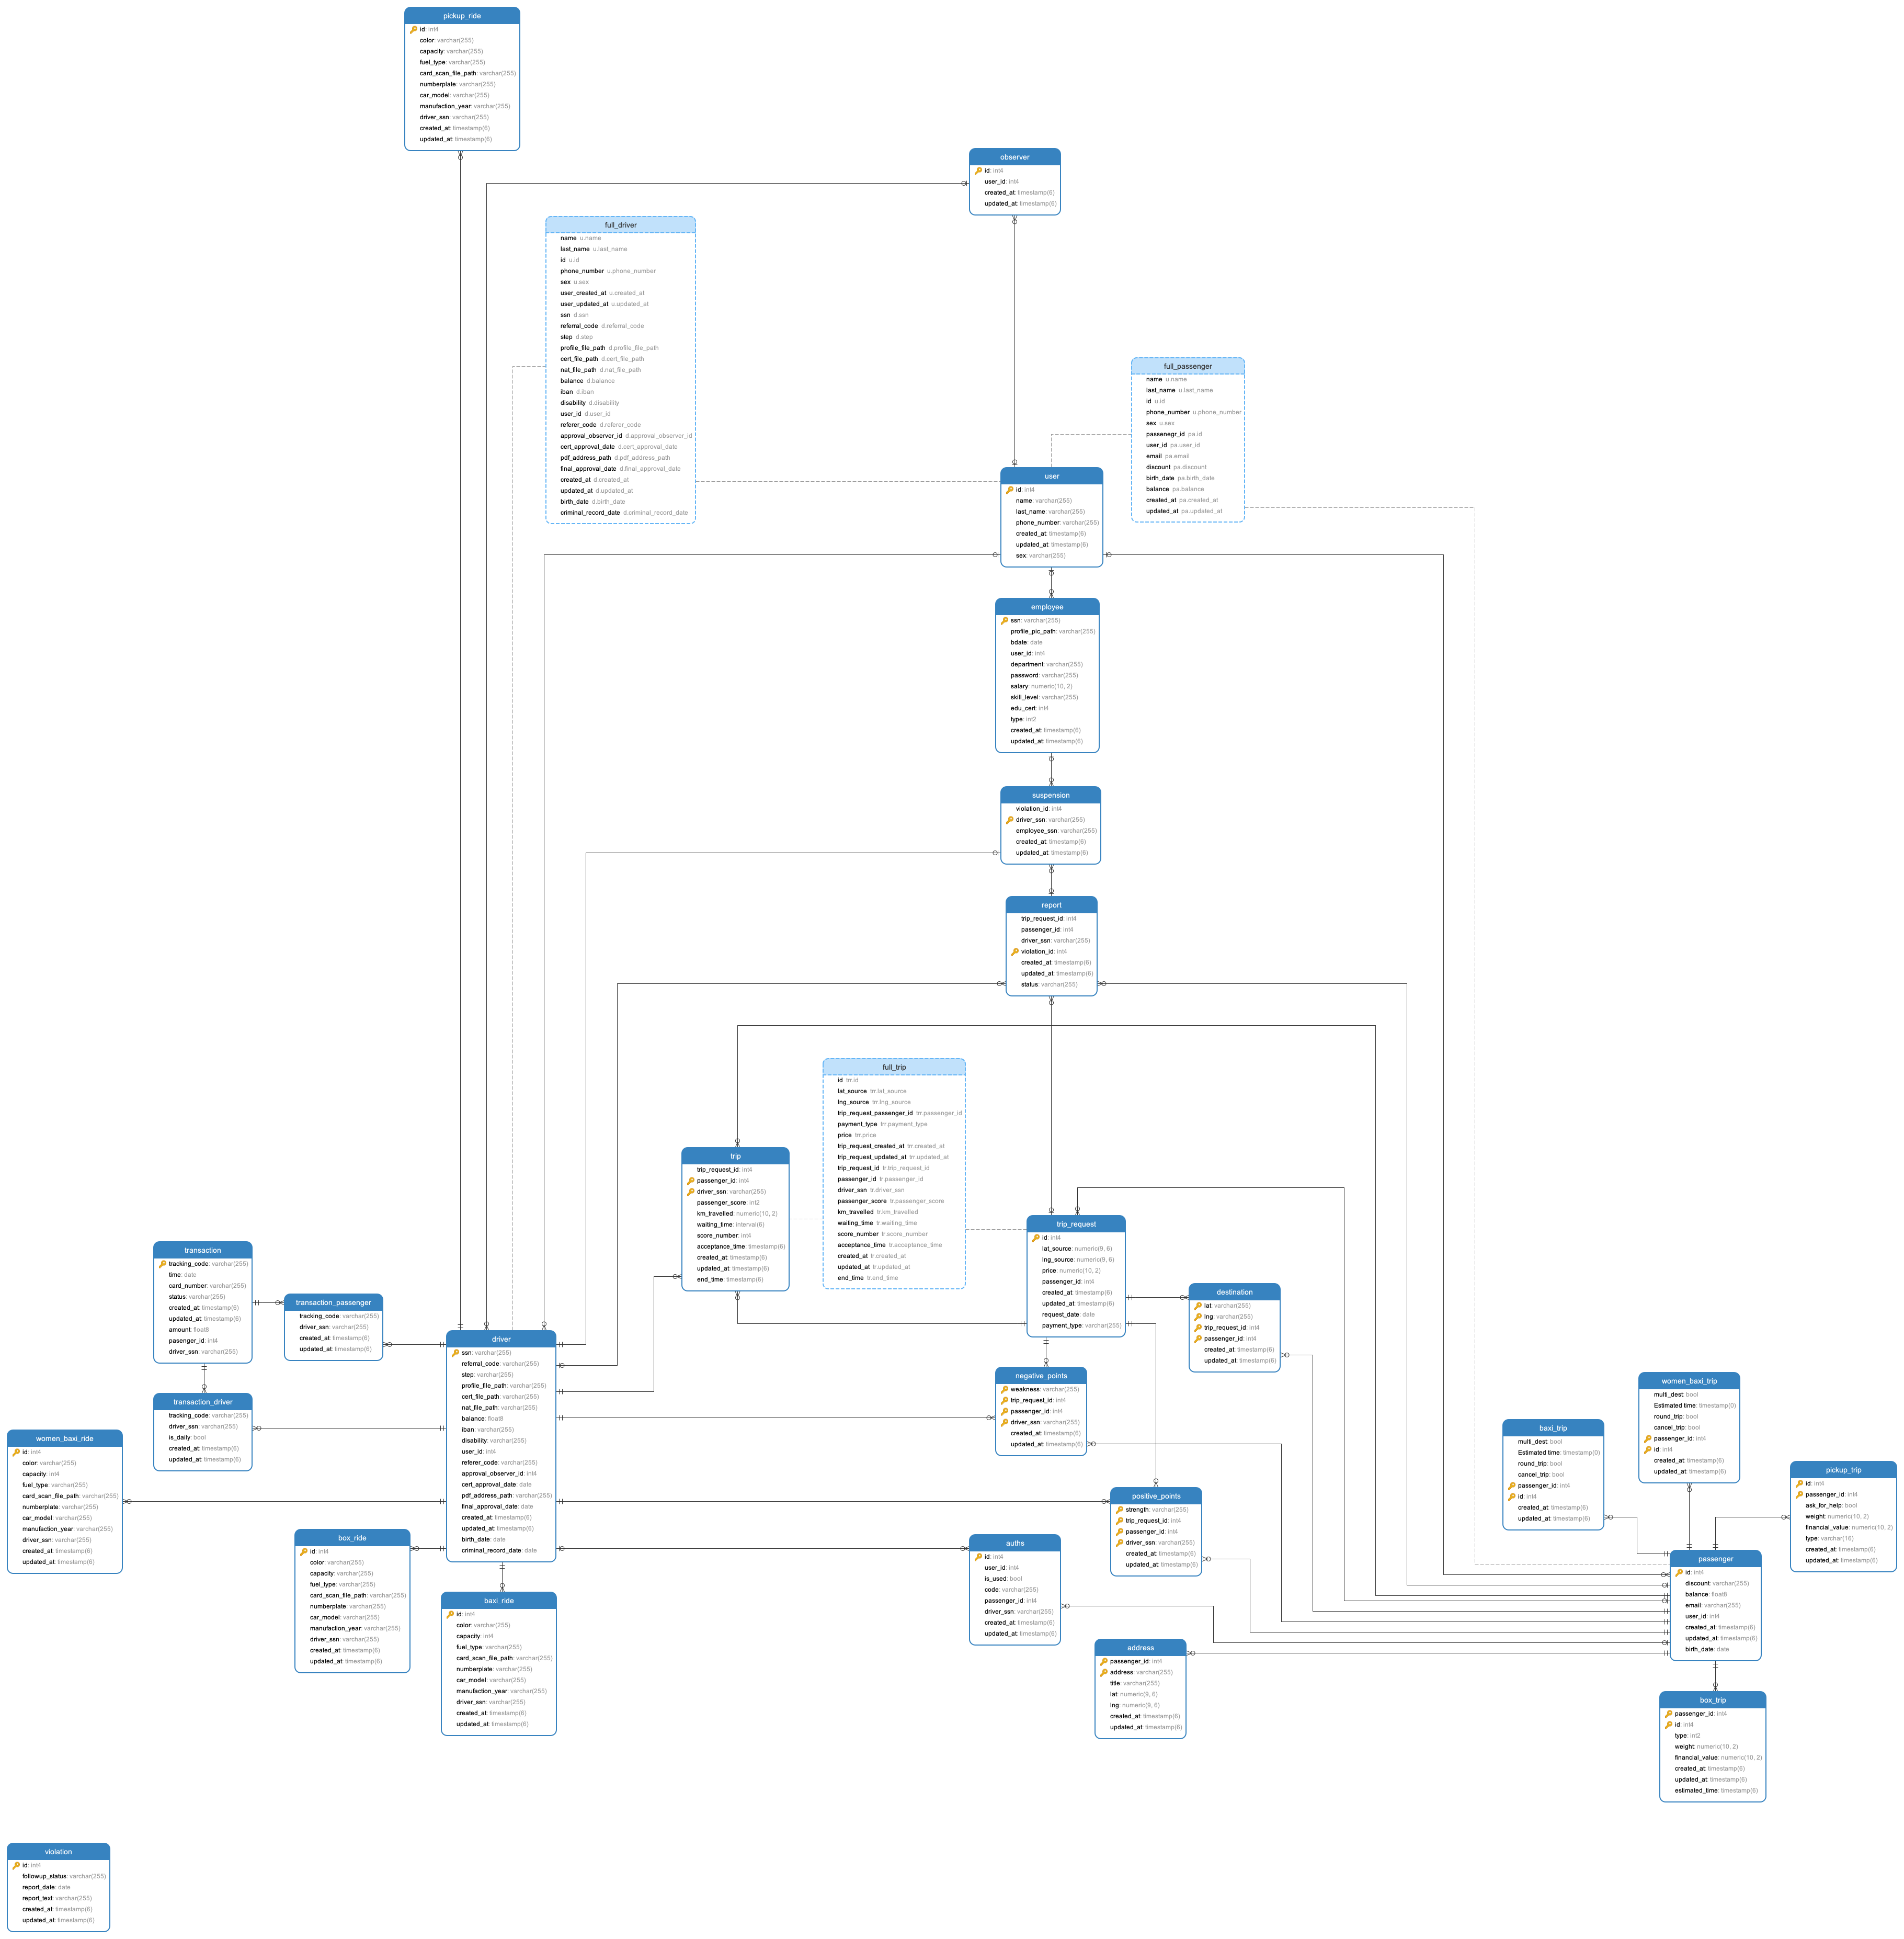 pickup_ride
id: int4
color: varchar(255)
capacity: varchar(255)
fuel_type: varchar(255)
card_scan_file_path: varchar(255)
numberplate: varchar(255)
car_model: varchar(255)
manufaction_year: varchar(255)
driver_ssn: varchar(255)
created_at: timestamp(6)
updated_at: timestamp(6)
observer
id: int4
user_id: int4
created_at: timestamp(6)
updated_at: timestamp(6)
full_driver
name u.name
last_name u.last_name
id u.id
phone_number u.phone_number
sex u.sex
user_created_at u.created_at
user_updated_at u.updated_at
ssn d.ssn
referral_code d.referral_code
step d.step
profile_file_path d.profile_file_path
cert_file_path d.cert_file_path
nat_file_path d.nat_file_path
balance d.balance
iban d.iban
disability d.disability
user_id d.user_id
referer_code d.referer_code
approval_observer_id d.approval_observer_id
cert_approval_date d.cert_approval_date
pdf_address_path d.pdf_address_path
final_approval_date d.final_approval_date
created_at d.created_at
updated_at d.updated_at
birth_date d.birth_date
criminal_record_date d.criminal_record_date
full_passenger
name u.name
last_name u.last_name
id u.id
phone_number u.phone_number
sex u.sex
passenegr_id pa.id
user_id pa.user_id
email pa.email
discount pa.discount
birth_date pa.birth_date
balance pa.balance
created_at pa.created_at
updated_at pa.updated_at
user
id: int4
name: varchar(255)
last_name: varchar(255)
phone_number: varchar(255)
created_at: timestamp(6)
updated_at: timestamp(6)
sex: varchar(255)
employee
ssn: varchar(255)
profile_pic_path: varchar(255)
bdate: date
user_id: int4
department: varchar(255)
password: varchar(255)
salary: numeric(10, 2)
skill_level: varchar(255)
edu_cert: int4
type: int2
created_at: timestamp(6)
updated_at: timestamp(6)
suspension
violation_id: int4
driver_ssn: varchar(255)
employee_ssn: varchar(255)
created_at: timestamp(6)
updated_at: timestamp(6)
report
trip_request_id: int4
passenger_id: int4
driver_ssn: varchar(255)
violation_id: int4
created_at: timestamp(6)
updated_at: timestamp(6)
status: varchar(255)
full_trip
id trr.id
lat_source trr.lat_source
lng_source trr.lng_source
trip_request_passenger_id trr.passenger_id
payment_type trr.payment_type
price trr.price
trip_request_created_at trr.created_at
trip_request_updated_at trr.updated_at
trip_request_id tr.trip_request_id
passenger_id tr.passenger_id
driver_ssn tr.driver_ssn
passenger_score tr.passenger_score
km_travelled tr.km_travelled
waiting_time tr.waiting_time
score_number tr.score_number
acceptance_time tr.acceptance_time
created_at tr.created_at
updated_at tr.updated_at
end_time tr.end_time
trip
trip_request_id: int4
passenger_id: int4
driver_ssn: varchar(255)
passenger_score: int2
km_travelled: numeric(10, 2)
waiting_time: interval(6)
score_number: int4
acceptance_time: timestamp(6)
created_at: timestamp(6)
updated_at: timestamp(6)
end_time: timestamp(6)
trip_request
id: int4
lat_source: numeric(9, 6)
lng_source: numeric(9, 6)
price: numeric(10, 2)
passenger_id: int4
created_at: timestamp(6)
updated_at: timestamp(6)
request_date: date
payment_type: varchar(255)
transaction
tracking_code: varchar(255)
time: date
card_number: varchar(255)
status: varchar(255)
created_at: timestamp(6)
updated_at: timestamp(6)
amount: float8
pasenger_id: int4
driver_ssn: varchar(255)
transaction_passenger
tracking_code: varchar(255)
driver_ssn: varchar(255)
created_at: timestamp(6)
updated_at: timestamp(6)
destination
lat: varchar(255)
lng: varchar(255)
trip_request_id: int4
passenger_id: int4
created_at: timestamp(6)
updated_at: timestamp(6)
driver
ssn: varchar(255)
referral_code: varchar(255)
step: varchar(255)
profile_file_path: varchar(255)
cert_file_path: varchar(255)
nat_file_path: varchar(255)
balance: float8
iban: varchar(255)
disability: varchar(255)
user_id: int4
referer_code: varchar(255)
approval_observer_id: int4
cert_approval_date: date
pdf_address_path: varchar(255)
final_approval_date: date
created_at: timestamp(6)
updated_at: timestamp(6)
birth_date: date
criminal_record_date: date
negative_points
weakness: varchar(255)
trip_request_id: int4
passenger_id: int4
driver_ssn: varchar(255)
created_at: timestamp(6)
updated_at: timestamp(6)
transaction_driver
tracking_code: varchar(255)
driver_ssn: varchar(255)
is_daily: bool
created_at: timestamp(6)
updated_at: timestamp(6)
women_baxi_trip
multi_dest: bool
Estimated time: timestamp(0)
round_trip: bool
cancel_trip: bool
passenger_id: int4
id: int4
created_at: timestamp(6)
updated_at: timestamp(6)
baxi_trip
multi_dest: bool
Estimated time: timestamp(0)
round_trip: bool
cancel_trip: bool
passenger_id: int4
id: int4
created_at: timestamp(6)
updated_at: timestamp(6)
women_baxi_ride
id: int4
color: varchar(255)
capacity: int4
fuel_type: varchar(255)
card_scan_file_path: varchar(255)
numberplate: varchar(255)
car_model: varchar(255)
manufaction_year: varchar(255)
driver_ssn: varchar(255)
created_at: timestamp(6)
updated_at: timestamp(6)
pickup_trip
id: int4
passenger_id: int4
ask_for_help: bool
weight: numeric(10, 2)
financial_value: numeric(10, 2)
type: varchar(16)
created_at: timestamp(6)
updated_at: timestamp(6)
positive_points
strength: varchar(255)
trip_request_id: int4
passenger_id: int4
driver_ssn: varchar(255)
created_at: timestamp(6)
updated_at: timestamp(6)
box_ride
id: int4
color: varchar(255)
capacity: varchar(255)
fuel_type: varchar(255)
card_scan_file_path: varchar(255)
numberplate: varchar(255)
car_model: varchar(255)
manufaction_year: varchar(255)
driver_ssn: varchar(255)
created_at: timestamp(6)
updated_at: timestamp(6)
auths
id: int4
user_id: int4
is_used: bool
code: varchar(255)
passenger_id: int4
driver_ssn: varchar(255)
created_at: timestamp(6)
updated_at: timestamp(6)
passenger
id: int4
discount: varchar(255)
balance: float8
email: varchar(255)
user_id: int4
created_at: timestamp(6)
updated_at: timestamp(6)
birth_date: date
baxi_ride
id: int4
color: varchar(255)
capacity: int4
fuel_type: varchar(255)
card_scan_file_path: varchar(255)
numberplate: varchar(255)
car_model: varchar(255)
manufaction_year: varchar(255)
driver_ssn: varchar(255)
created_at: timestamp(6)
updated_at: timestamp(6)
address
passenger_id: int4
address: varchar(255)
title: varchar(255)
lat: numeric(9, 6)
lng: numeric(9, 6)
created_at: timestamp(6)
updated_at: timestamp(6)
box_trip
passenger_id: int4
id: int4
type: int2
weight: numeric(10, 2)
financial_value: numeric(10, 2)
created_at: timestamp(6)
updated_at: timestamp(6)
estimated_time: timestamp(6)
violation
id: int4
followup_status: varchar(255)
report_date: date
report_text: varchar(255)
created_at: timestamp(6)
updated_at: timestamp(6)